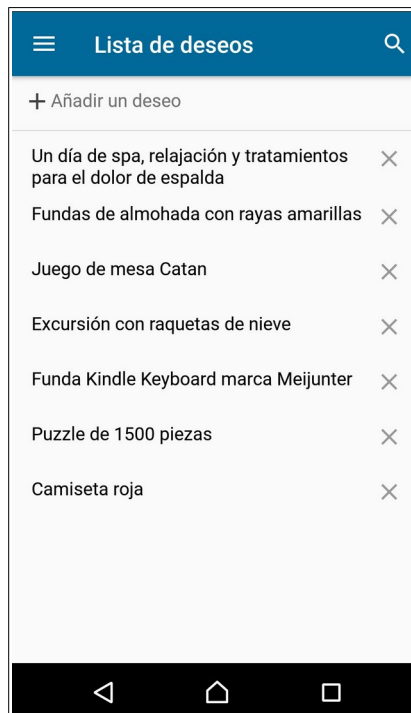 Lista de deseos
+ Añadir un deseo
Un día de spa, relajación y tratamientos
para el dolor de espalda
Fundas de almohada con rayas amarillas
Juego de mesa Catan
Excursión con raquetas de nieve
Funda Kindle Keyboard marca Meijunter
Puzzle de 1500 piezas
Camiseta roja